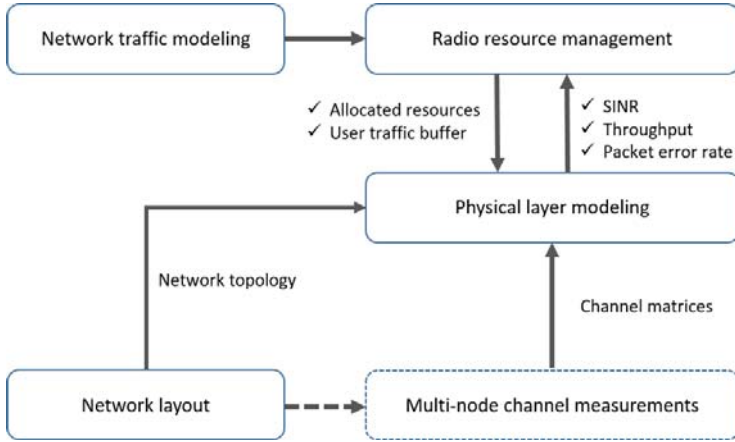 Network traffic modeling
Radio resource management
✓ Allocated resources
✓ User traffic buffer
✓ SINR
✓ Throughput
✓ Packet error rate
Physical layer modeling
Network topology
Channel matrices
Network layout
Multi-node channel measurements